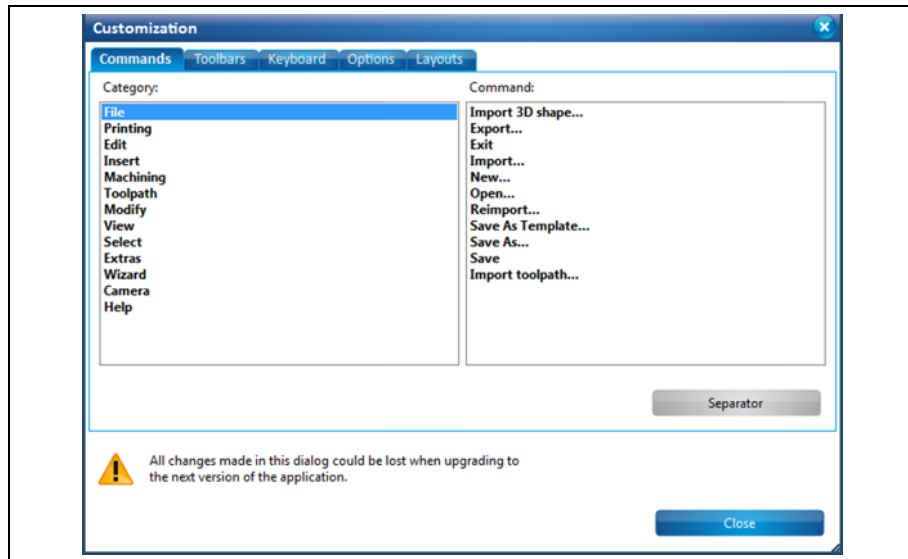 Customization
Commands Toolbars Keyboard Options Layouts
Category:
Command:
File
Printing
Edit
Insert
Machining
Toolpath
Modify
View
Select
Extras
Wizard
Camera
Help
Import 3D shape...
Export...
Exit
Import...
New...
Open...
Reimport...
Save As Template...
Save As...
Save
Import toolpath...
Separator
All changes made in this dialog could be lost when upgrading to
the next version of the application.
Close